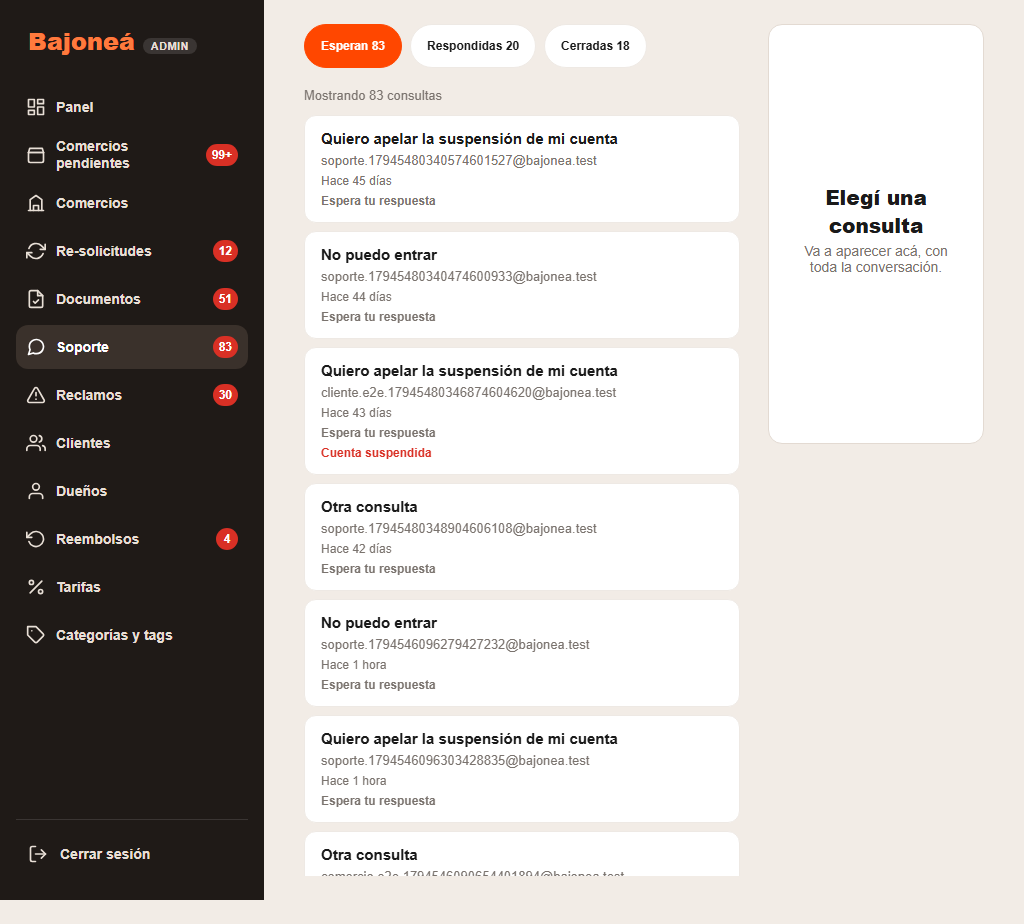 Bajoneá ADMIN
Panel
Comercios
pendientes
99+
Comercios
Re-solicitudes 12
Documentos 51
Soporte 83
Reclamos 30
Clientes
Dueños
Reembolsos 4
Tarifas
Categorías y tags
Cerrar sesión
Esperan 83
Respondidas 20
Cerradas 18
Mostrando 83 consultas
Quiero apelar la suspensión de mi cuenta
soporte.17945480340574601527@bajonea.test
Hace 45 días
Espera tu respuesta
No puedo entrar
soporte.17945480340474600933@bajonea.test
Hace 44 días
Espera tu respuesta
Quiero apelar la suspensión de mi cuenta
cliente.e2e.17945480346874604620@bajonea.test
Hace 43 días
Espera tu respuesta
Cuenta suspendida
Otra consulta
soporte.17945480348904606108@bajonea.test
Hace 42 días
Espera tu respuesta
No puedo entrar
soporte.1794546096279427232@bajonea.test
Hace 1 hora
Espera tu respuesta
Quiero apelar la suspensión de mi cuenta
soporte.1794546096303428835@bajonea.test
Hace 1 hora
Espera tu respuesta
Otra consulta
Elegí una
consulta
Va a aparecer acá, con
toda la conversación.